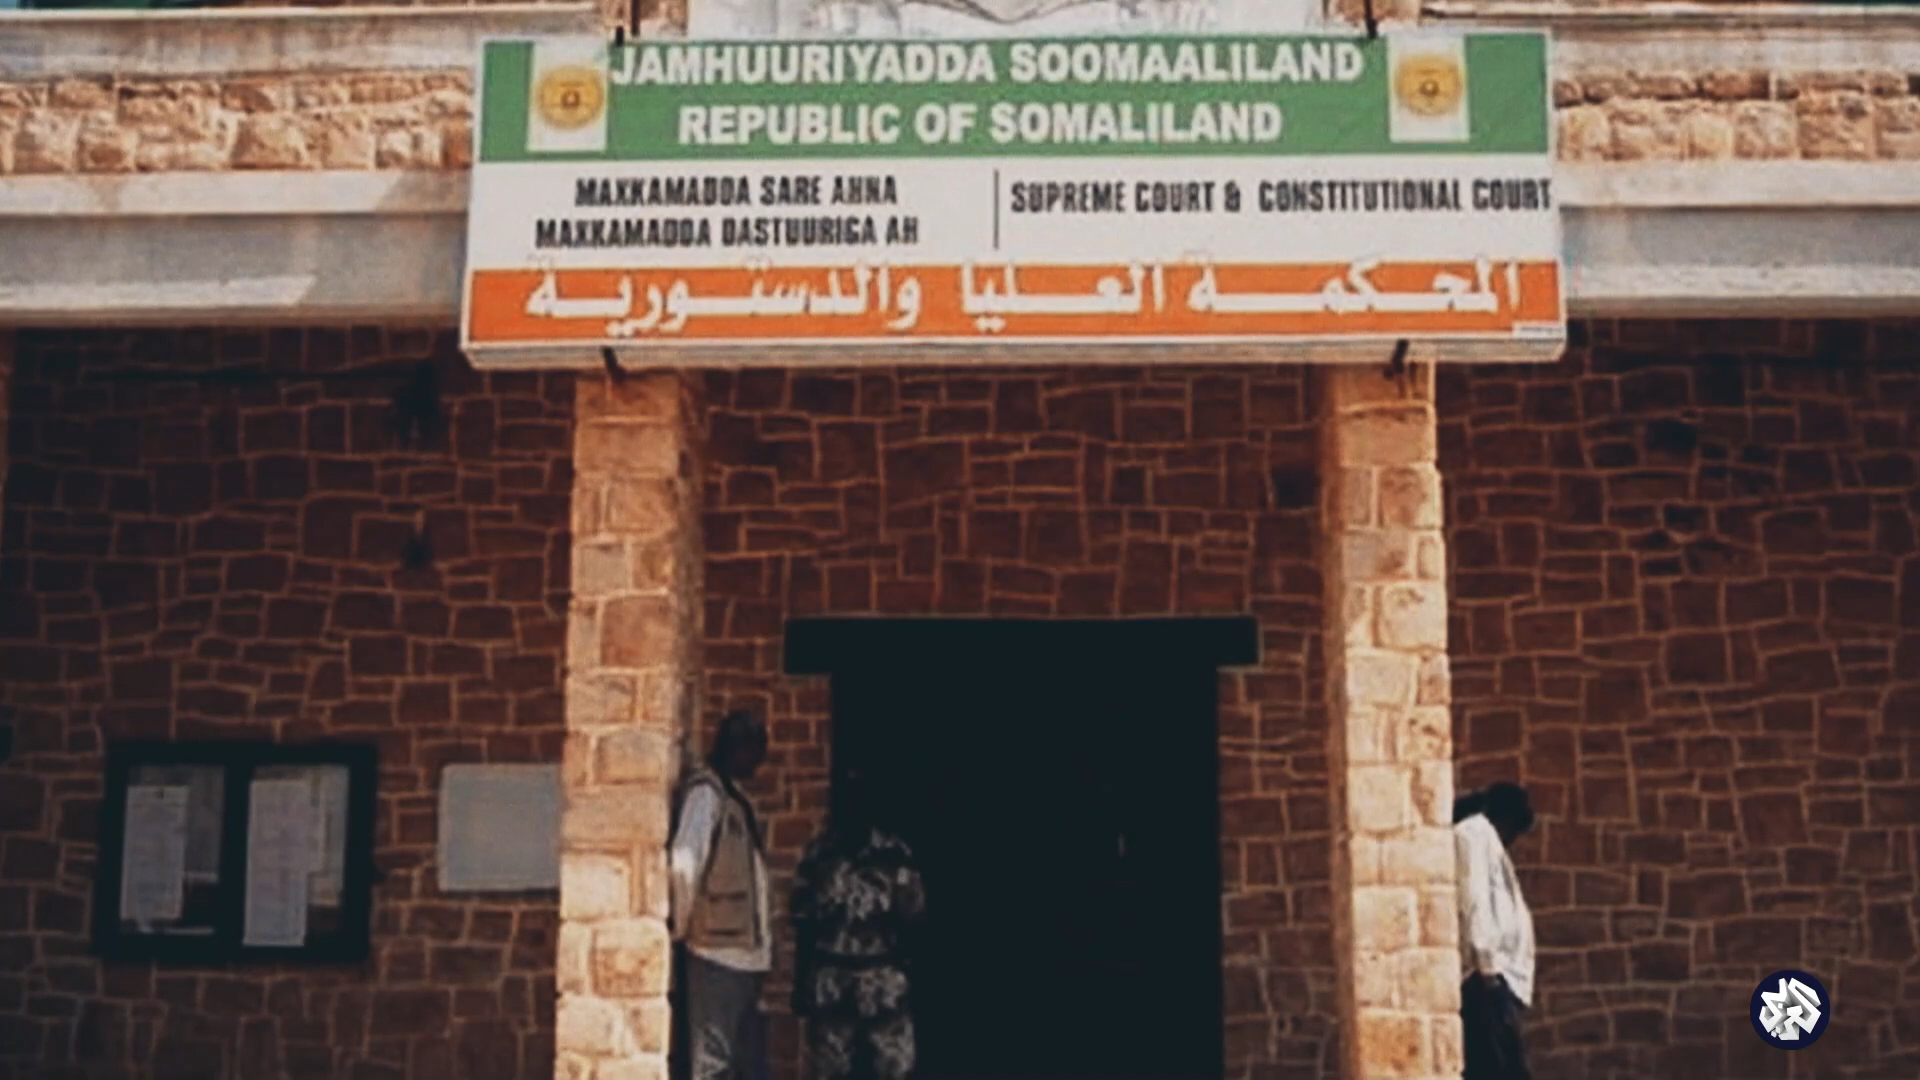 JAMHUURIYADDA SOOMAALILAND
REPUBLIC OF SOMALILAND
MAXKAMADDA SARE AHNA
MAXKAMADDA DASTUURIGA AH
SUPREME COURT & CONSTITUTIONAL COURT
المحكمة العليا والدستورية